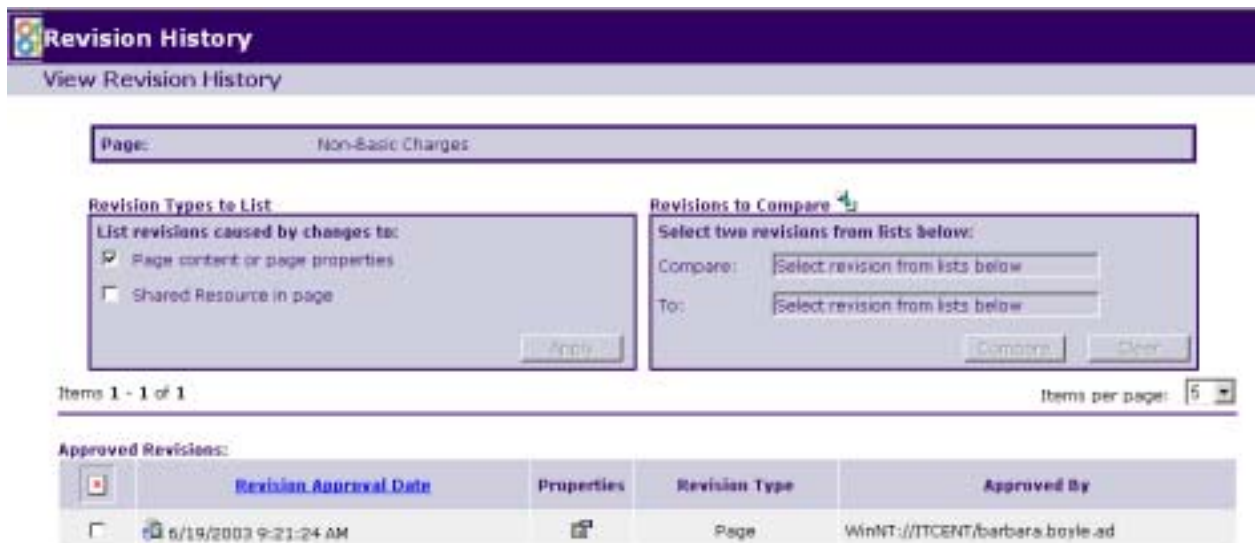 Revision History
View Revision History
Page: Non-Basic Charges
Revision Types to List
List revisions caused by changes to:
Page content or page properties
Shared Resource in page
Apply
Revisions to Compare
Select two revisions from lists below:
Compare: Select revision from lists below
To: Select revision from lists below
Compare Clear
Items 1 - 1 of 1
Items per page: 5
Approved Revisions:
Revision Approval Date Properties Revision Type Approved By
6/19/2003 9:21:24 AM Page WinNT://ITCENT/barbara.boyle.ad